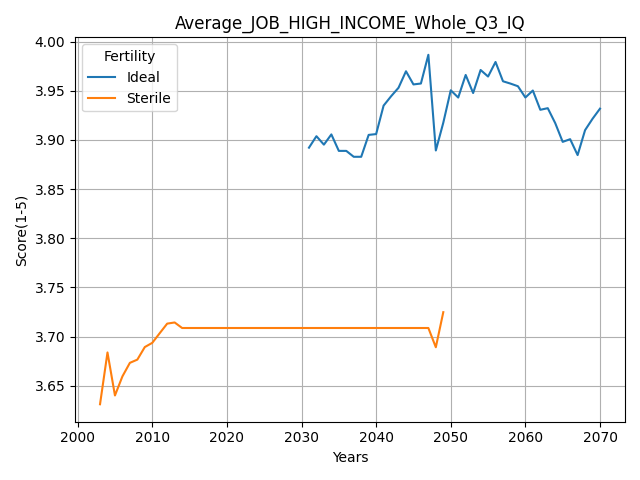 Average_JOB_HIGH_INCOME_Whole_Q3_IQ
Fertility
Ideal
Sterile
Score(1-5)
4.00
3.95
3.90
3.85
3.80
3.75
3.70
3.65
2000 2010 2020 2030 2040 2050 2060 2070
Years